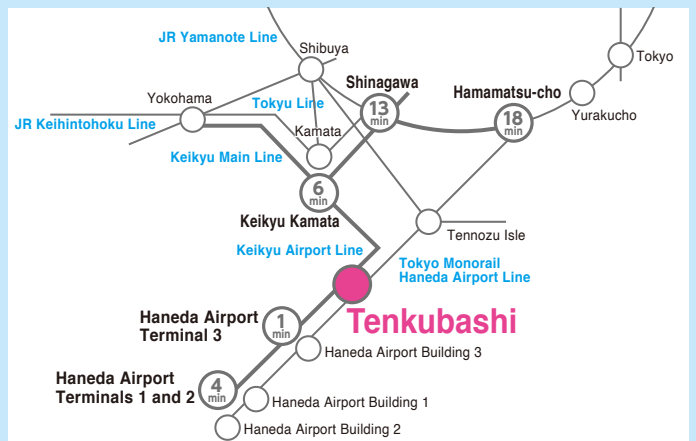 JR Yamanote Line
Shibuya
Tokyo
Shinagawa
Hamamatsu-cho
Yokohama
Tokyu Line
13
min
Yurakucho
JR Keihintohoku Line
Kamata
18
min
Keikyu Main Line
6
min
Keikyu Kamata
Tennozu Isle
Keikyu Airport Line
Tokyo Monorail
Haneda Airport Line
Tenkubashi
Haneda Airport
Terminal 3
1
min
Haneda Airport Building 3
Haneda Airport
Terminals 1 and 2
4
min
Haneda Airport Building 1
Haneda Airport Building 2